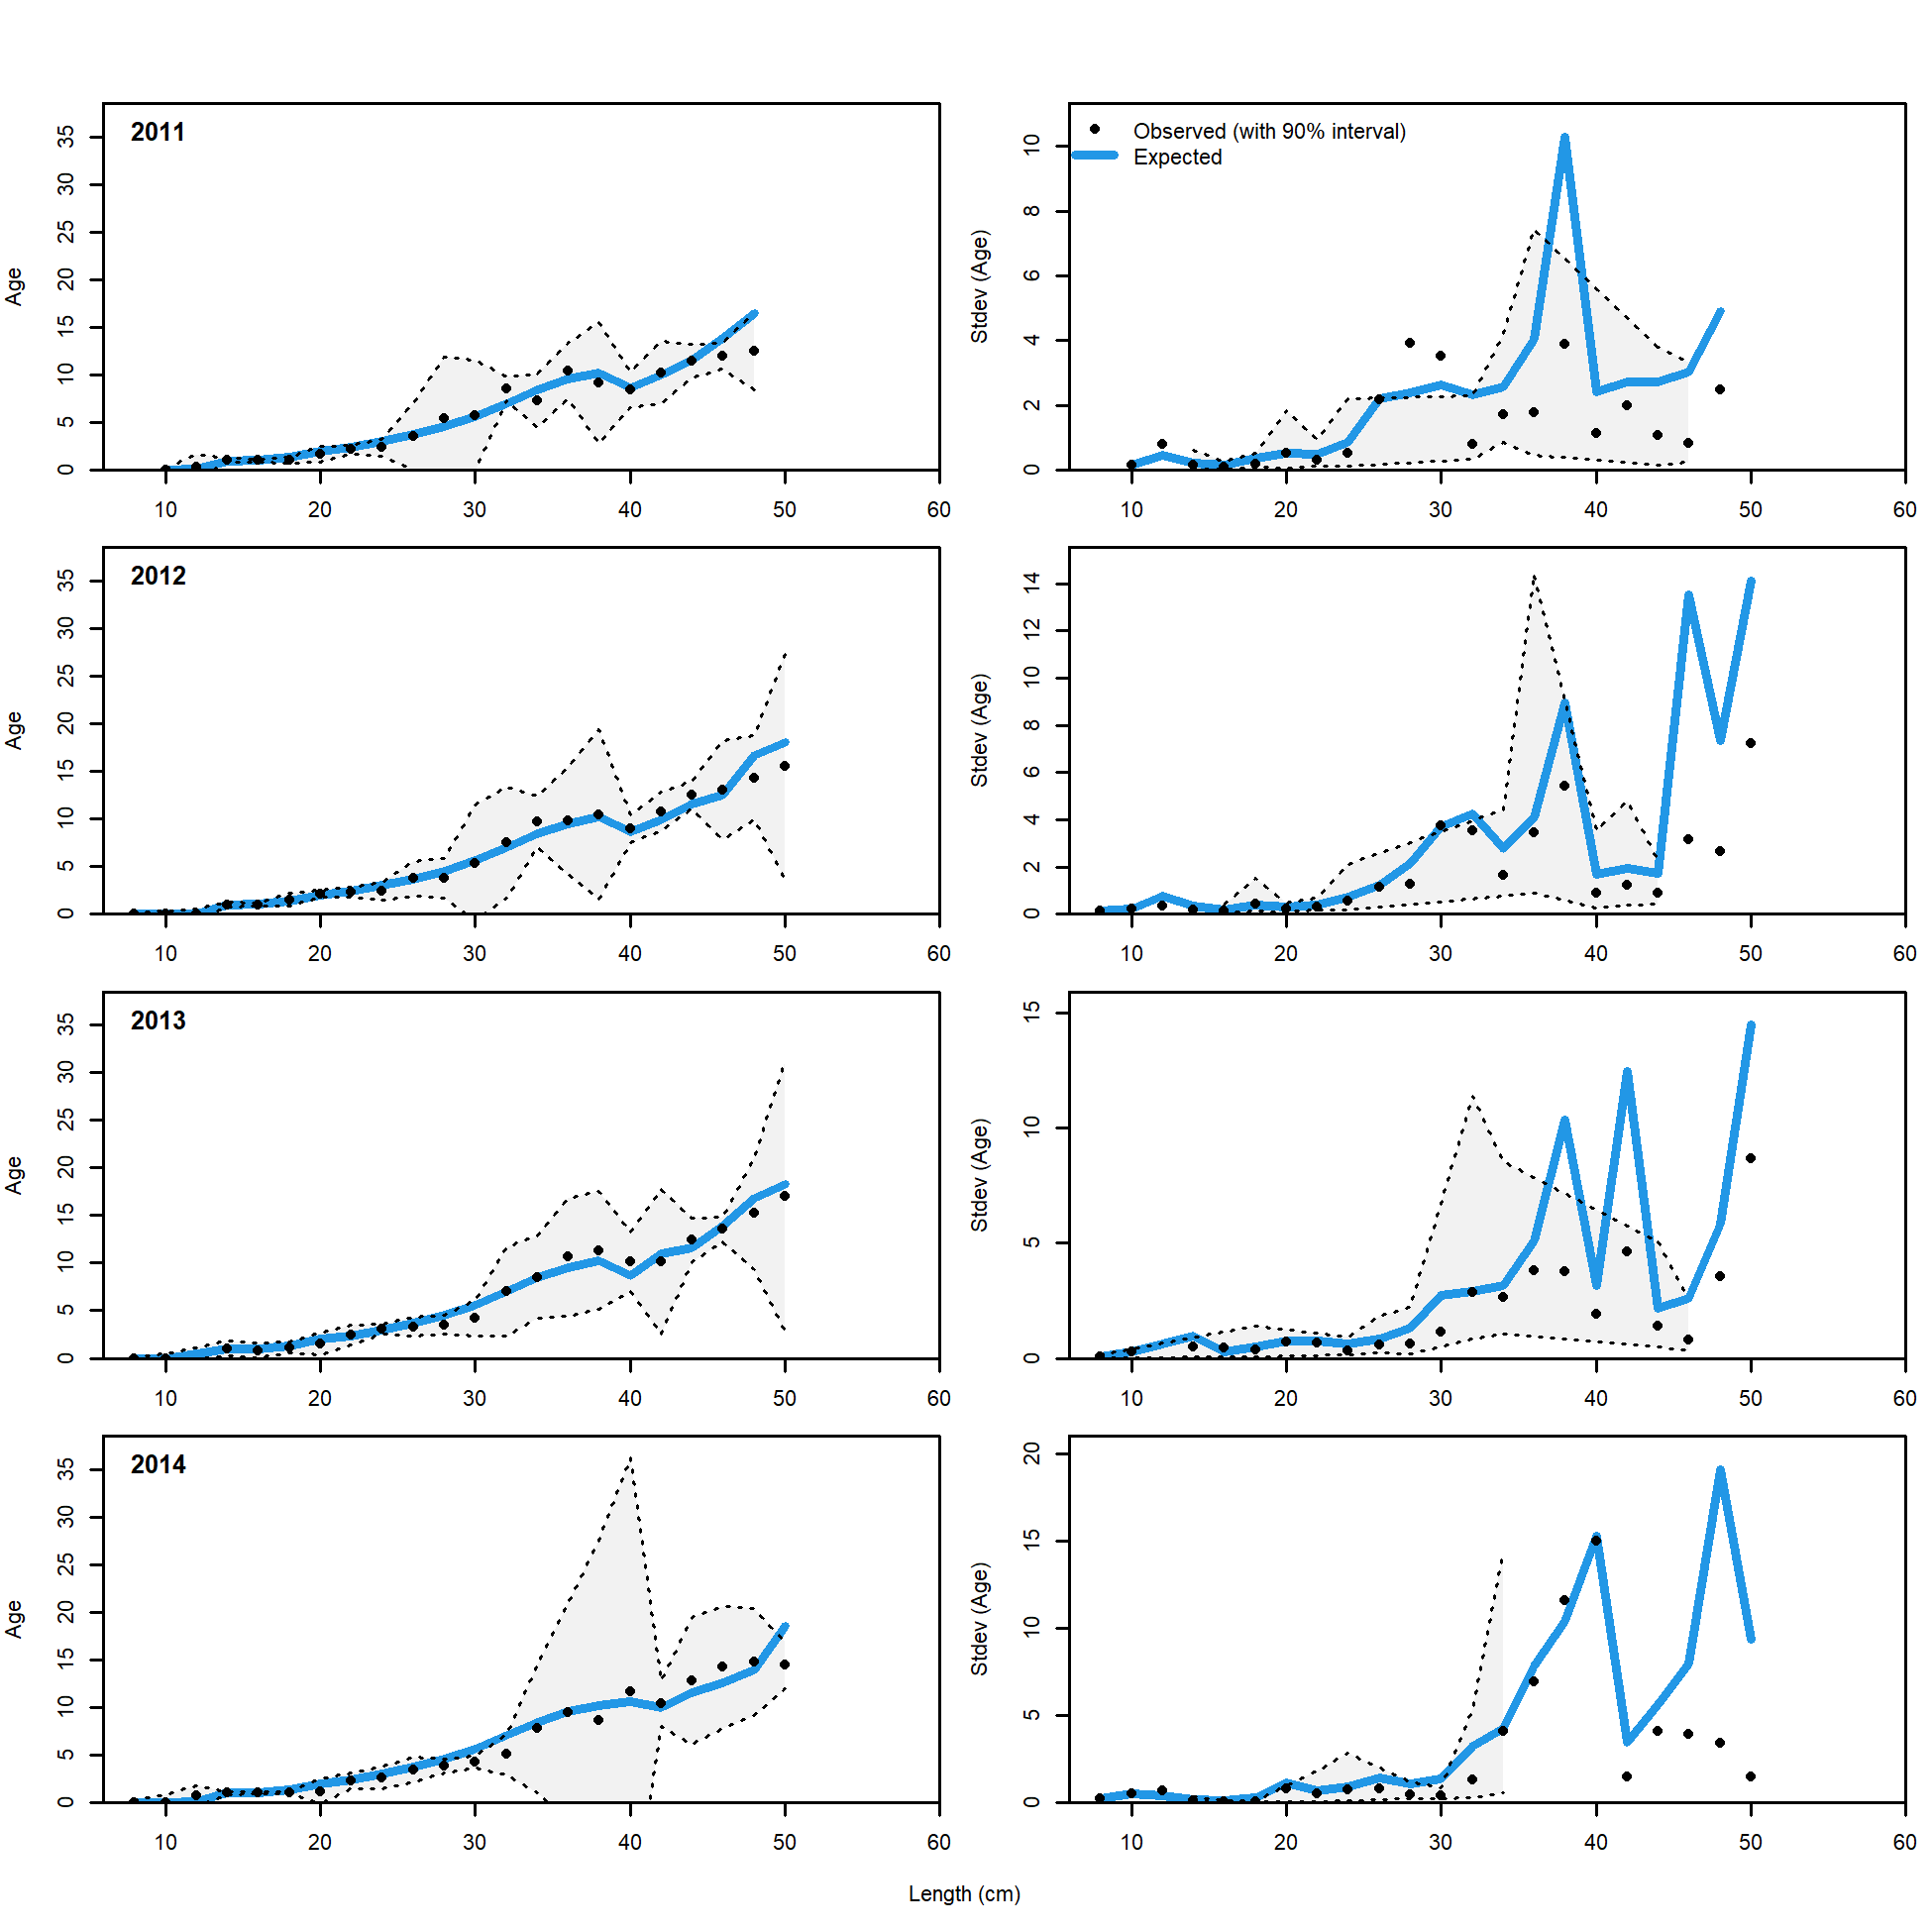 2011
Age
0 5 10 15 20 25 30 35
10 20 30 40 50 60
Observed (with 90% interval)
Expected
Stdev (Age)
0 2 4 6 8 10
10 20 30 40 50 60
2012
Age
0 5 10 15 20 25 30 35
10 20 30 40 50 60
Stdev (Age)
0 2 4 6 8 10 12 14
10 20 30 40 50 60
2013
Age
0 5 10 15 20 25 30 35
10 20 30 40 50 60
Stdev (Age)
0 5 10 15
10 20 30 40 50 60
2014
Age
0 5 10 15 20 25 30 35
10 20 30 40 50 60
Stdev (Age)
0 5 10 15 20
10 20 30 40 50 60
Length (cm)